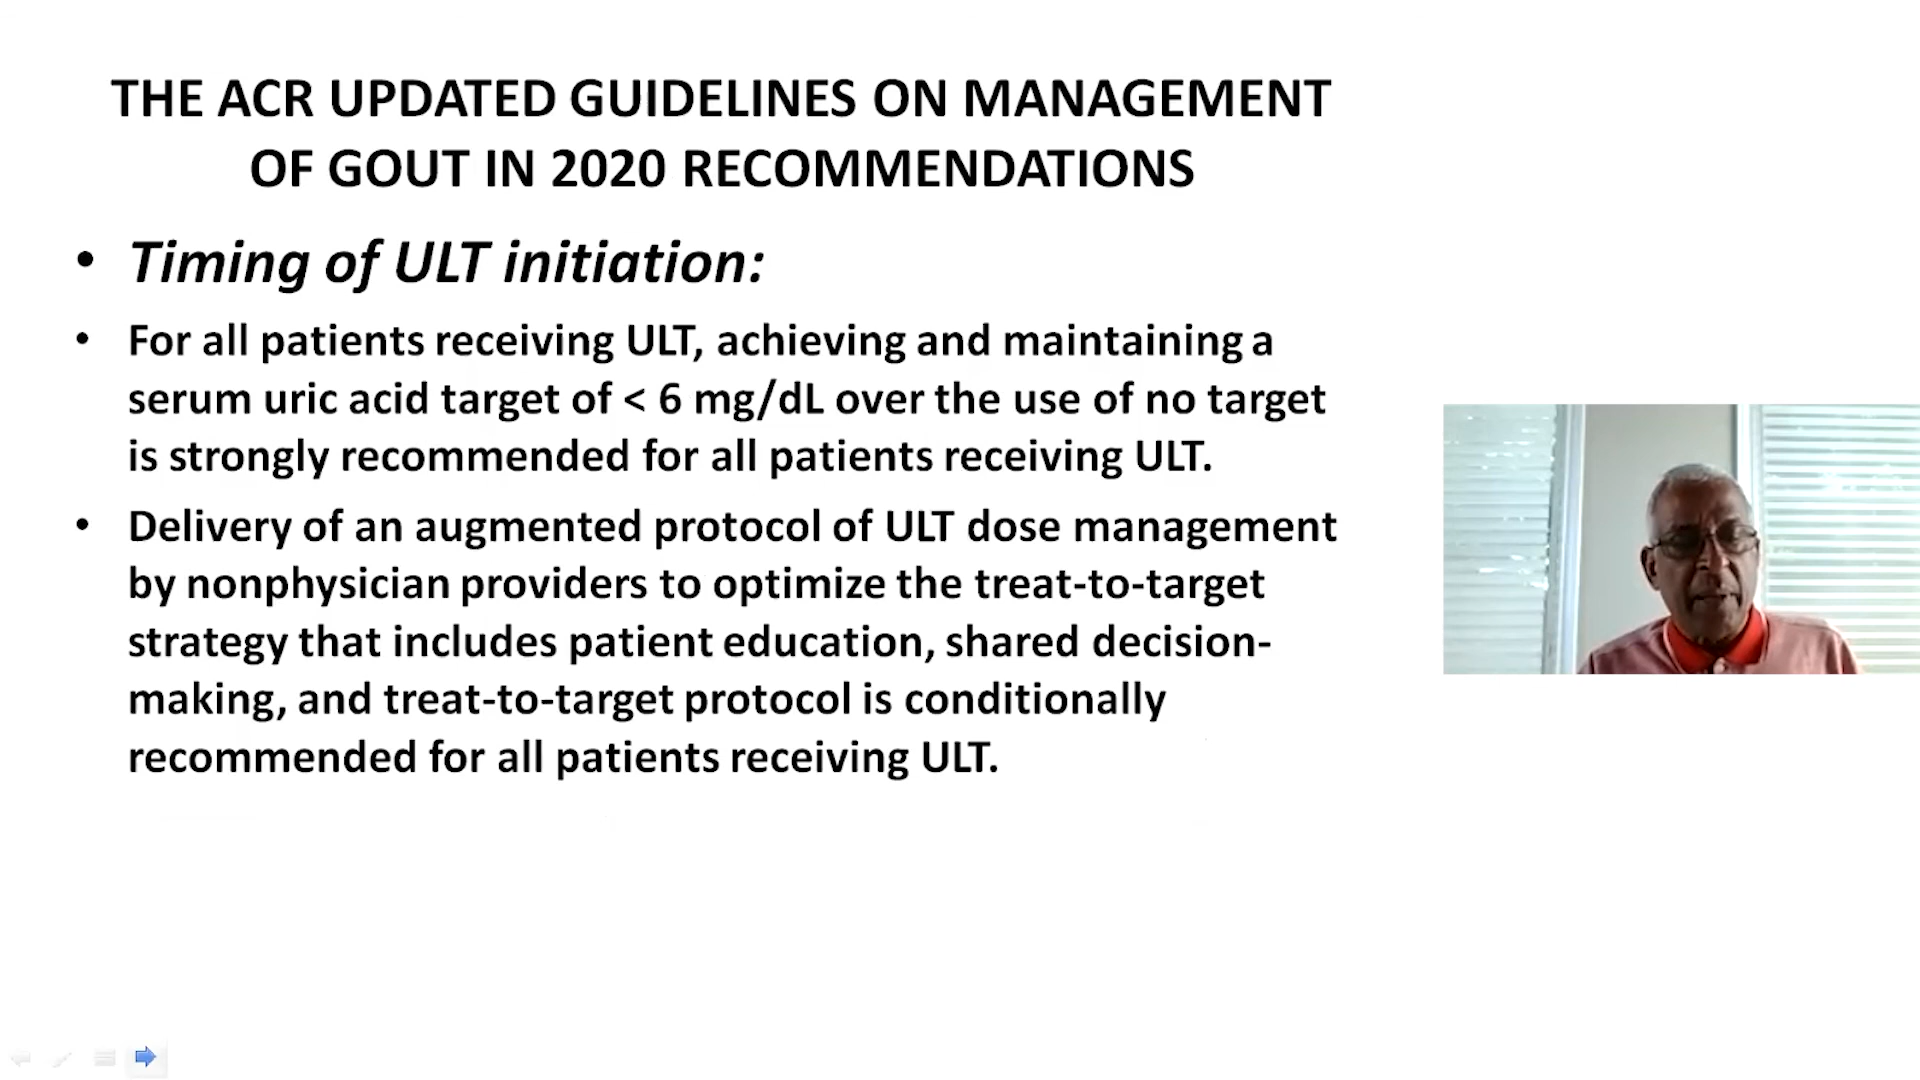 THE ACR UPDATED GUIDELINES ON MANAGEMENT
OF GOUT IN 2020 RECOMMENDATIONS
• Timing of ULT initiation:
• For all patients receiving ULT, achieving and maintaining a
serum uric acid target of < 6 mg/dL over the use of no target
is strongly recommended for all patients receiving ULT.
• Delivery of an augmented protocol of ULT dose management
by nonphysician providers to optimize the treat-to-target
strategy that includes patient education, shared decision-
making, and treat-to-target protocol is conditionally
recommended for all patients receiving ULT.